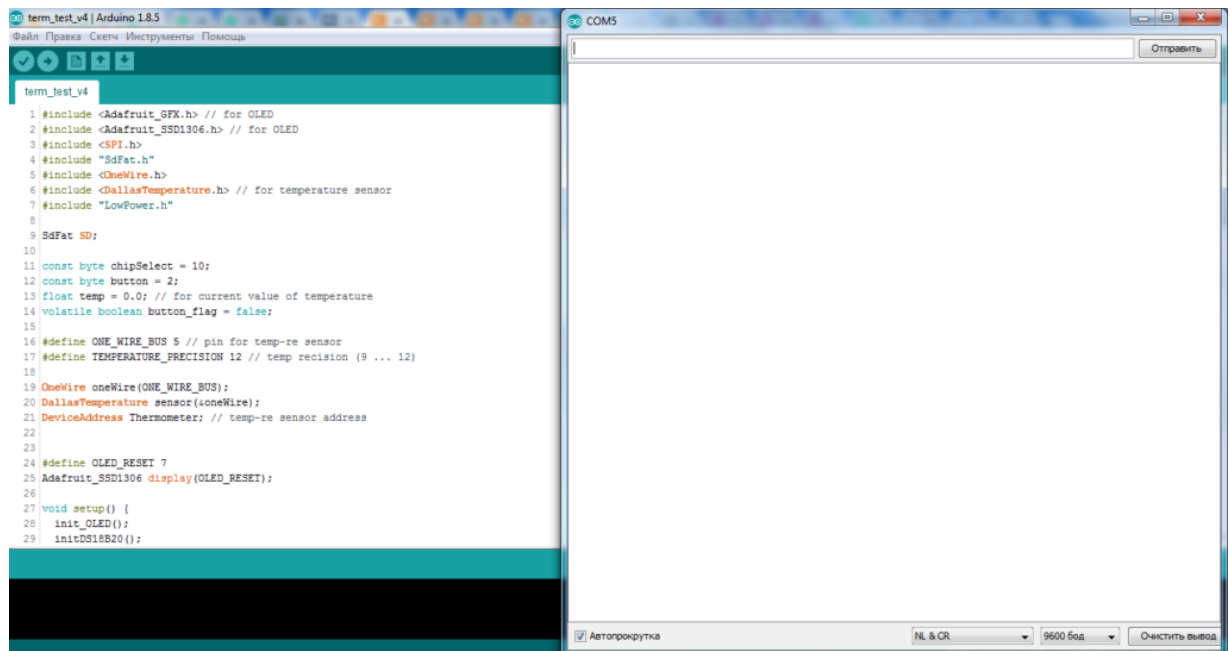 term_test_v4 | Arduino 1.8.5
Файл Правка Скетч Инструменты Помощь
term_test_v4
1 #include <Adafruit_GFX.h> // for OLED
2 #include <Adafruit_SSD1306.h> // for OLED
3 #include <SPI.h>
4 #include "SdFat.h"
5 #include <OneWire.h>
6 #include <DallasTemperature.h> // for temperature sensor
7 #include "LowPower.h"
8
9 SdFat SD;
10
11 const byte chipSelect = 10;
12 const byte button = 2;
13 float temp = 0.0; // for current value of temperature
14 volatile boolean button_flag = false;
15
16 #define ONE_WIRE_BUS 5 // pin for temp-re sensor
17 #define TEMPERATURE_PRECISION 12 // temp recision (9 ... 12)
18
19 OneWire oneWire(ONE_WIRE_BUS);
20 DallasTemperature sensor(&oneWire);
21 DeviceAddress Thermometer; // temp-re sensor address
22
23
24 #define OLED_RESET 7
25 Adafruit_SSD1306 display(OLED_RESET);
26
27 void setup() {
28 init_OLED();
29 initDS18B20();
COM5
Отправить
Автопрокрутка
NL & CR
9600 бод
Очистить вывод